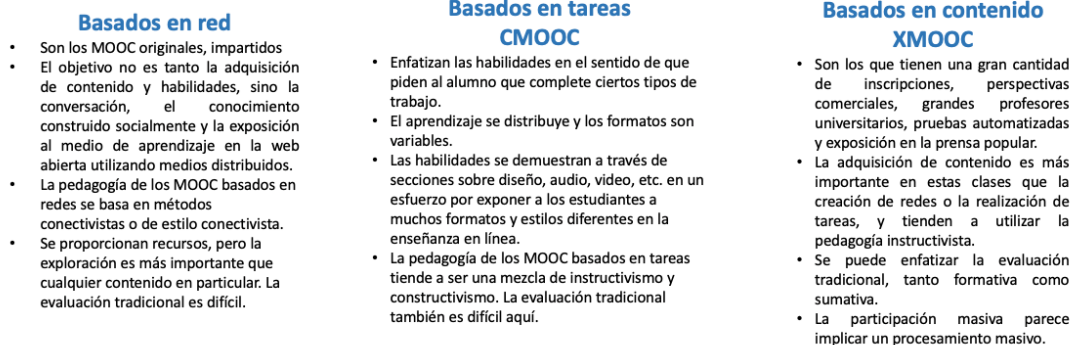 Basados en red
• Son los MOOC originales, impartidos
• El objetivo no es tanto la adquisición
de contenido y habilidades, sino la
conversación, el conocimiento
construido socialmente y la exposición
al medio de aprendizaje en la web
abierta utilizando medios distribuidos.
• La pedagogía de los MOOC basados en
redes se basa en métodos
conectivistas o de estilo conectivista.
• Se proporcionan recursos, pero la
exploración es más importante que
cualquier contenido en particular. La
evaluación tradicional es difícil.
Basados en tareas
CMOOC
• Enfatizan las habilidades en el sentido de que
piden al alumno que complete ciertos tipos de
trabajo.
• El aprendizaje se distribuye y los formatos son
variables.
• Las habilidades se demuestran a través de
secciones sobre diseño, audio, video, etc. en un
esfuerzo por exponer a los estudiantes a
muchos formatos y estilos diferentes en la
enseñanza en línea.
• La pedagogía de los MOOC basados en tareas
tiende a ser una mezcla de instructivismo y
constructivismo. La evaluación tradicional
también es difícil aquí.
Basados en contenido
XMOOC
• Son los que tienen una gran cantidad
de inscripciones, perspectivas
comerciales, grandes profesores
universitarios, pruebas automatizadas
y exposición en la prensa popular.
• La adquisición de contenido es más
importante en estas clases que la
creación de redes o la realización de
tareas, y tienden a utilizar la
pedagogía instructivista.
• Se puede enfatizar la evaluación
tradicional, tanto formativa como
sumativa.
• La participación masiva parece
implicar un procesamiento masivo.